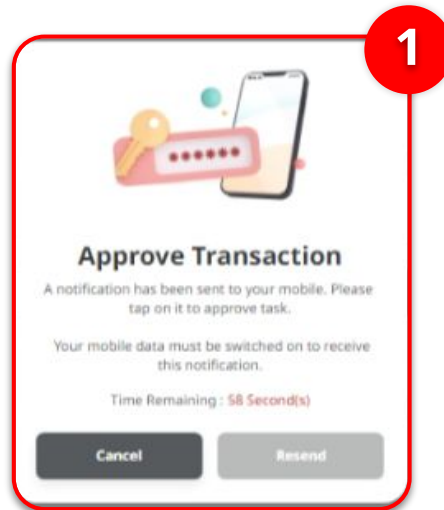 1
Approve Transaction
A notification has been sent to your mobile. Please
tap on it to approve task.
Your mobile data must be switched on to receive
this notification.
Time Remaining : 58 Second(s)
Cancel
Resend